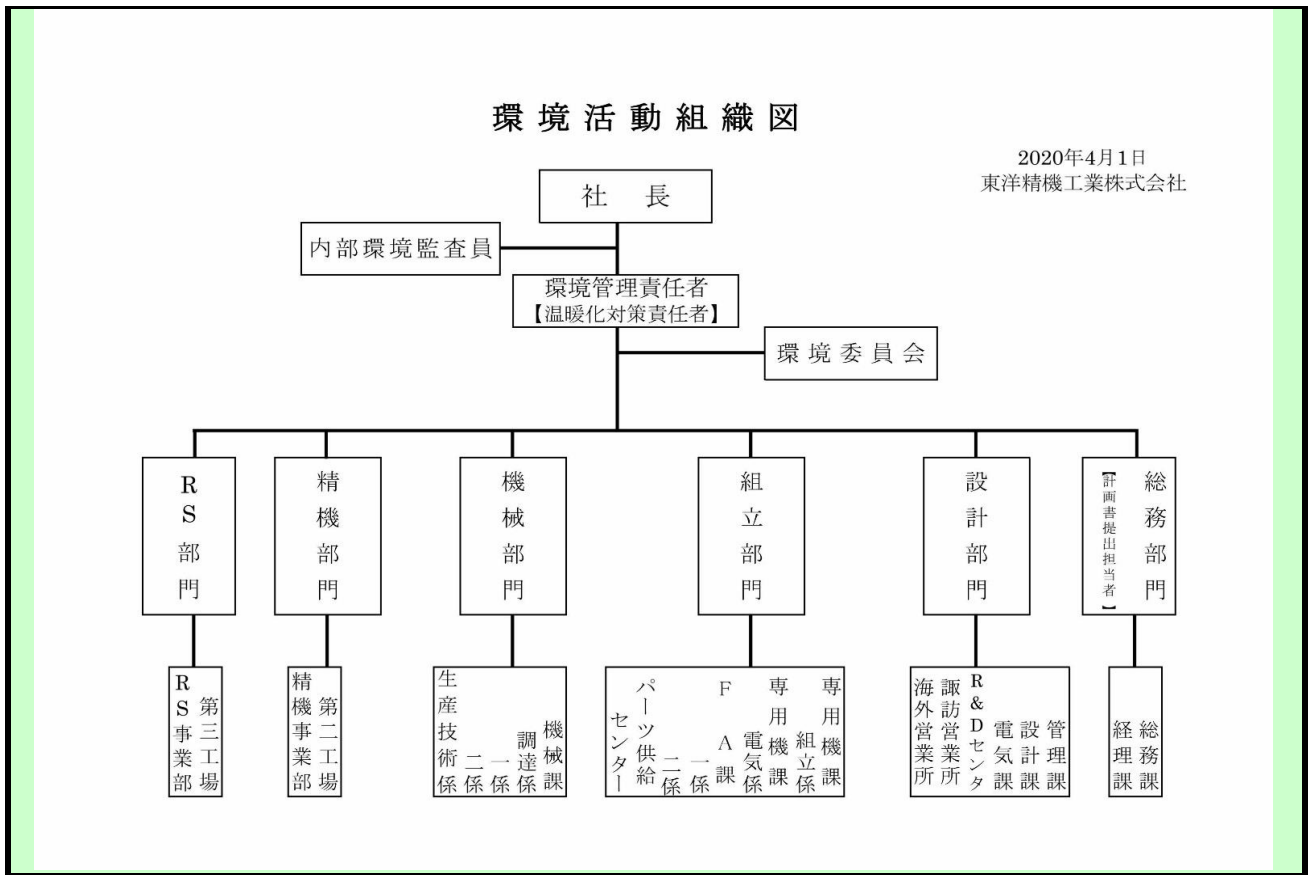 環境活動組織図
2020年4月1日
東洋精機工業株式会社
社　長
内部環境監査員
環境管理責任者
【温暖化対策責任者】
環境委員会
RS部門
精機部門
機械部門
組立部門
設計部門
総務部門
【計画書提出担当者】
第三工場
RS事業部
第二工場
精機事業部
機械課
調達係
一係
二係
生産技術係
専用機課
組立係
専用機課
電気係
FA課
一係
二係
パーツ供給
センター
管理課
設計課
電気課
R&Dセンタ
諏訪営業所
海外営業所
総務課
経理課